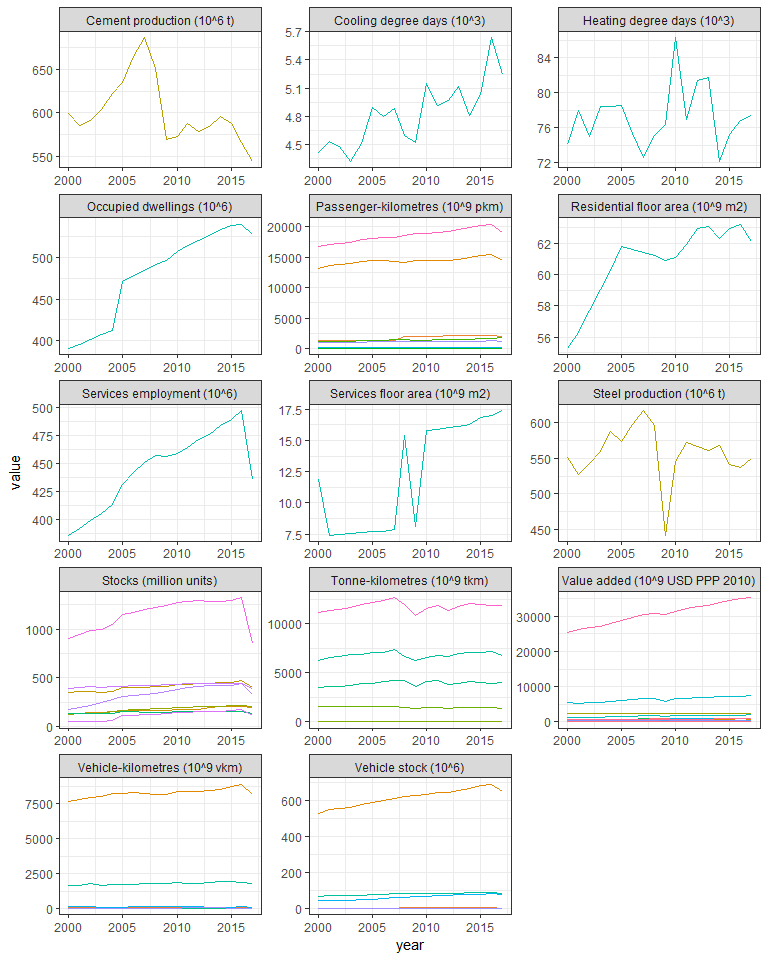 Cement production (10^6 t)
Cooling degree days (10^3)
Heating degree days (10^3)
650
600
550
5.7
5.4
5.1
4.8
4.5
84
80
76
72
2000 2005 2010 2015
2000 2005 2010 2015
2000 2005 2010 2015
Occupied dwellings (10^6)
Passenger-kilometres (10^9 pkm)
Residential floor area (10^9 m2)
500
450
400
20000
15000
10000
5000
0
62
60
58
56
2000 2005 2010 2015
2000 2005 2010 2015
2000 2005 2010 2015
Services employment (10^6)
Services floor area (10^9 m2)
Steel production (10^6 t)
500
475
450
425
400
17.5
15.0
12.5
10.0
7.5
600
550
500
450
2000 2005 2010 2015
2000 2005 2010 2015
2000 2005 2010 2015
value
Stocks (million units)
Tonne-kilometres (10^9 tkm)
Value added (10^9 USD PPP 2010)
1000
500
0
10000
5000
0
30000
20000
10000
0
2000 2005 2010 2015
2000 2005 2010 2015
2000 2005 2010 2015
Vehicle-kilometres (10^9 vkm)
Vehicle stock (10^6)
7500
5000
2500
0
600
400
200
0
2000 2005 2010 2015
2000 2005 2010 2015
year